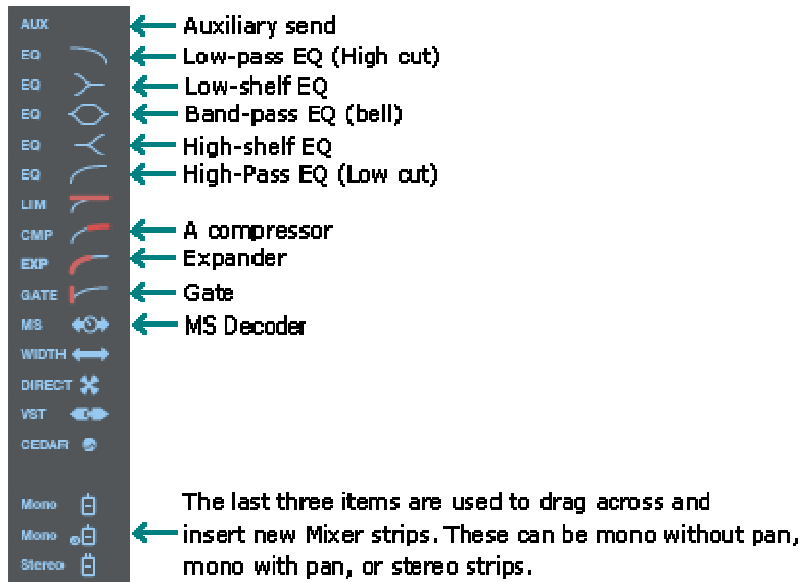 AUX Auxiliary send
EQ Low-pass EQ (High cut)
EQ Low-shelf EQ
EQ Band-pass EQ (bell)
EQ High-shelf EQ
EQ High-Pass EQ (Low cut)
LIM
CMP A compressor
EXP Expander
GATE Gate
MS MS Decoder
WIDTH
DIRECT
VST
CEDAR
Mono The last three items are used to drag across and
Mono insert new Mixer strips. These can be mono without pan,
Stereo mono with pan, or stereo strips.